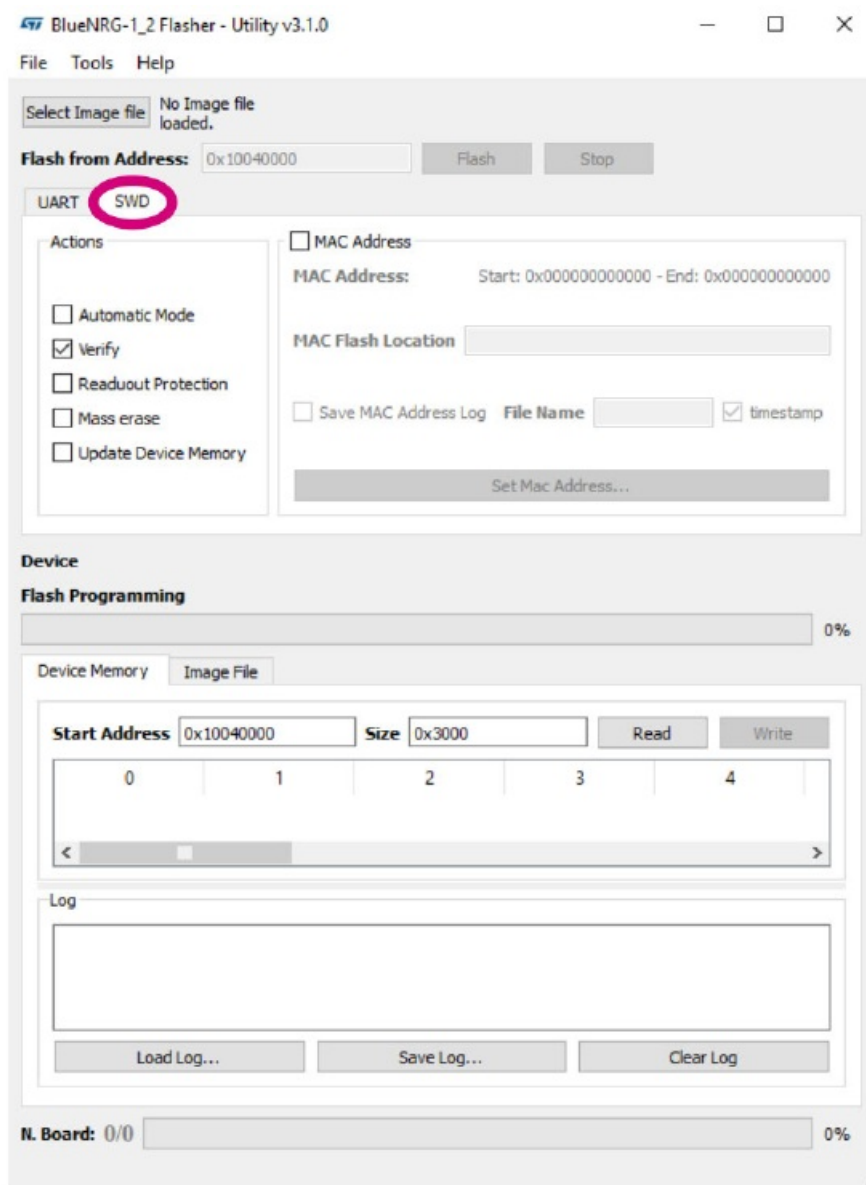 BlueNRG-1_2 Flasher - Utility v3.1.0
File Tools Help
Select Image file No Image file
loaded.
Flash from Address: 0x10040000 Flash Stop
UART SWD
Actions MAC Address
MAC Address: Start: 0x000000000000 - End: 0x000000000000
Automatic Mode
Verify MAC Flash Location
Readuout Protection
Mass erase Save MAC Address Log File Name timestamp
Update Device Memory
Set Mac Address...
Device
Flash Programming
0%
Device Memory Image File
Start Address 0x10040000 Size 0x3000 Read Write
0 1 2 3 4
Log
Load Log... Save Log... Clear Log
N. Board: 0/0 0%